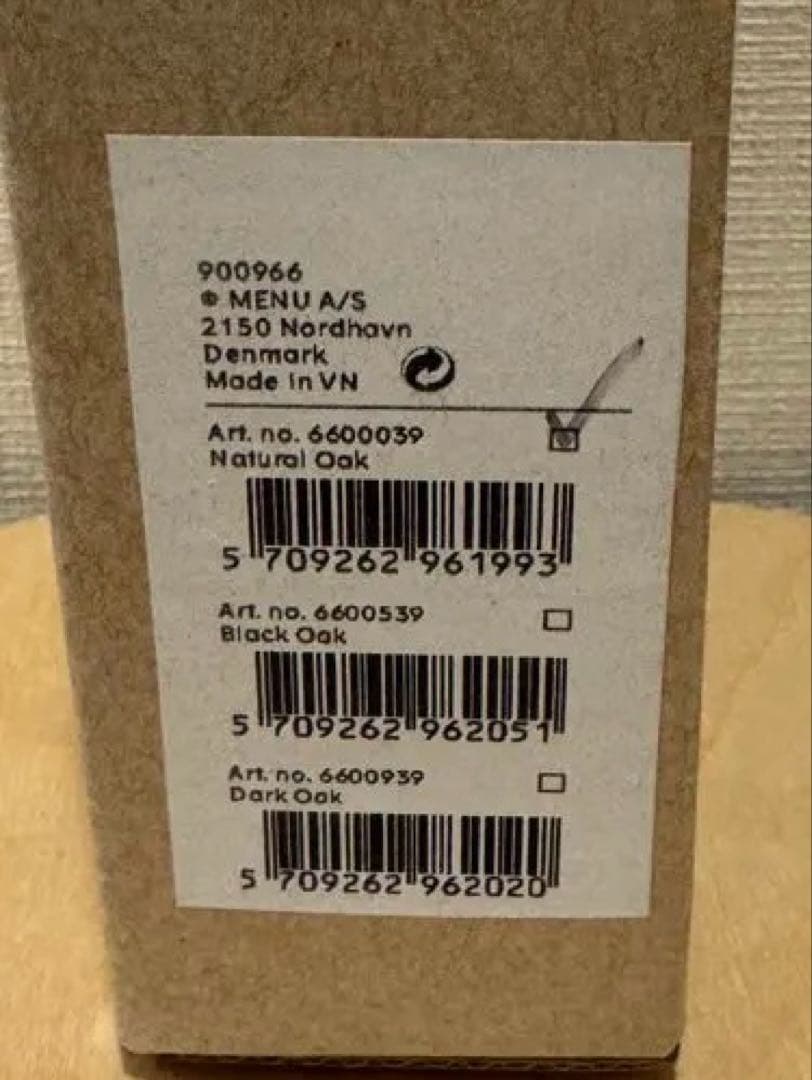 900966
® MENU A/S
2150 Nordhavn
Denmark
Made in VN
Art. no. 6600039
Natural Oak
5 709262 961993
Art. no. 6600539
Black Oak
5 709262 962051
Art. no. 6600939
Dark Oak
5 709262 962020